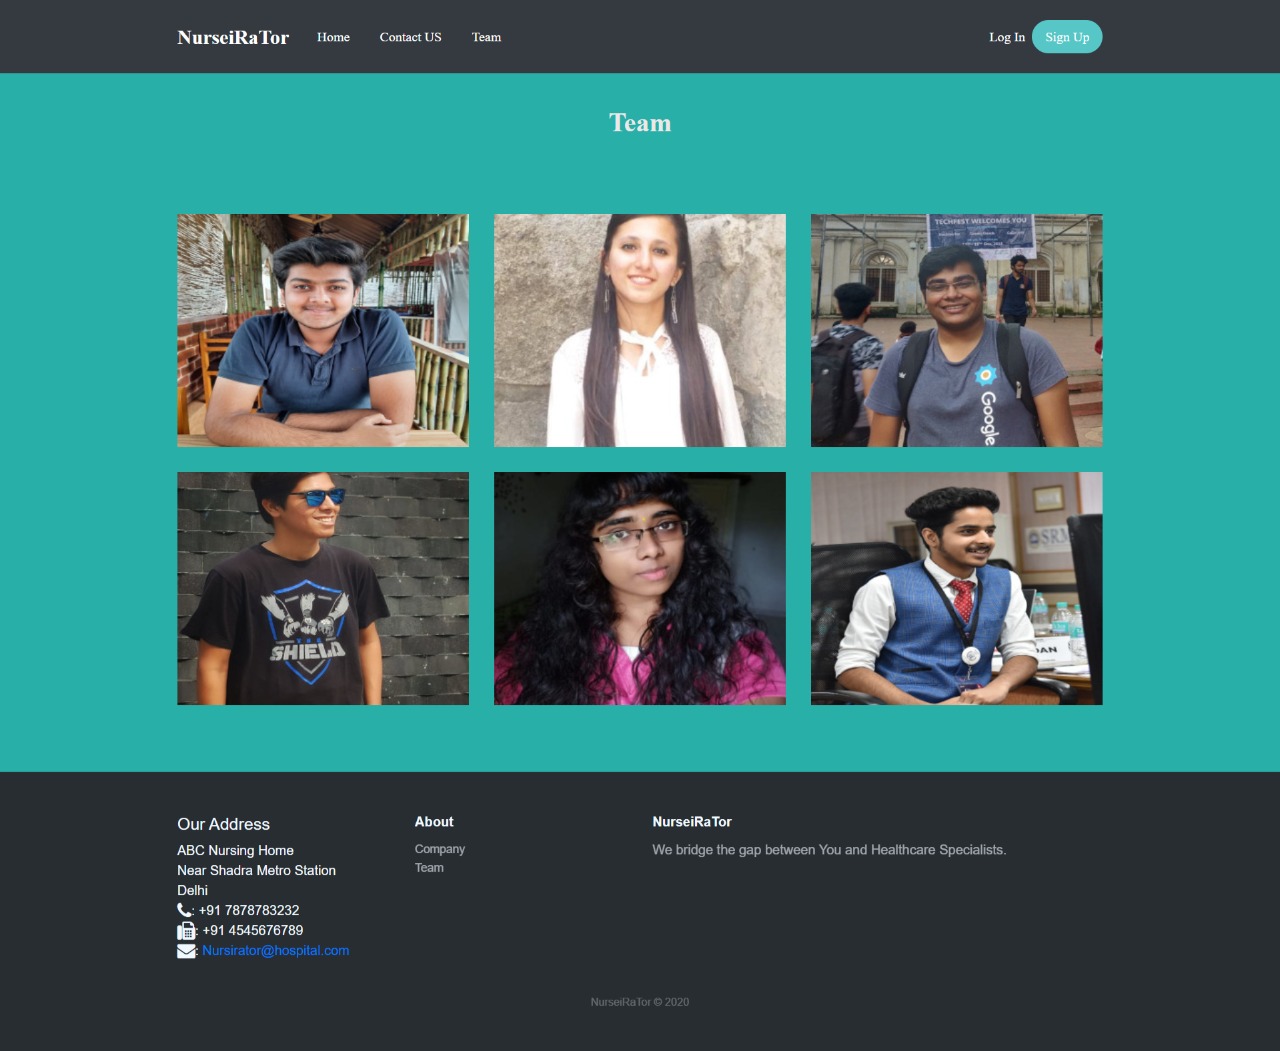 NurseiRaTor
Home
Contact US
Team
Log In
Sign Up
Team
TECHFEST WELCOMES YOU
Google
SHIELD
SRM
DAN
Our Address
ABC Nursing Home
Near Shadra Metro Station
Delhi
: +91 7878783232
: +91 4545676789
: Nursirator@hospital.com
About
Company
Team
NurseiRaTor
We bridge the gap between You and Healthcare Specialists.
NurseiRaTor © 2020